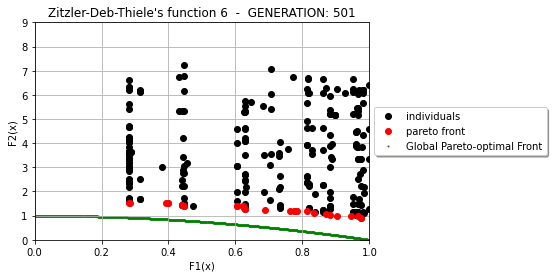 Zitzler-Deb-Thiele's function 6 - GENERATION: 501
9
8
7
6
5
4
3
2
1
0
F2(x)
0.0 0.2 0.4 0.6 0.8 1.0
F1(x)
individuals
pareto front
Global Pareto-optimal Front